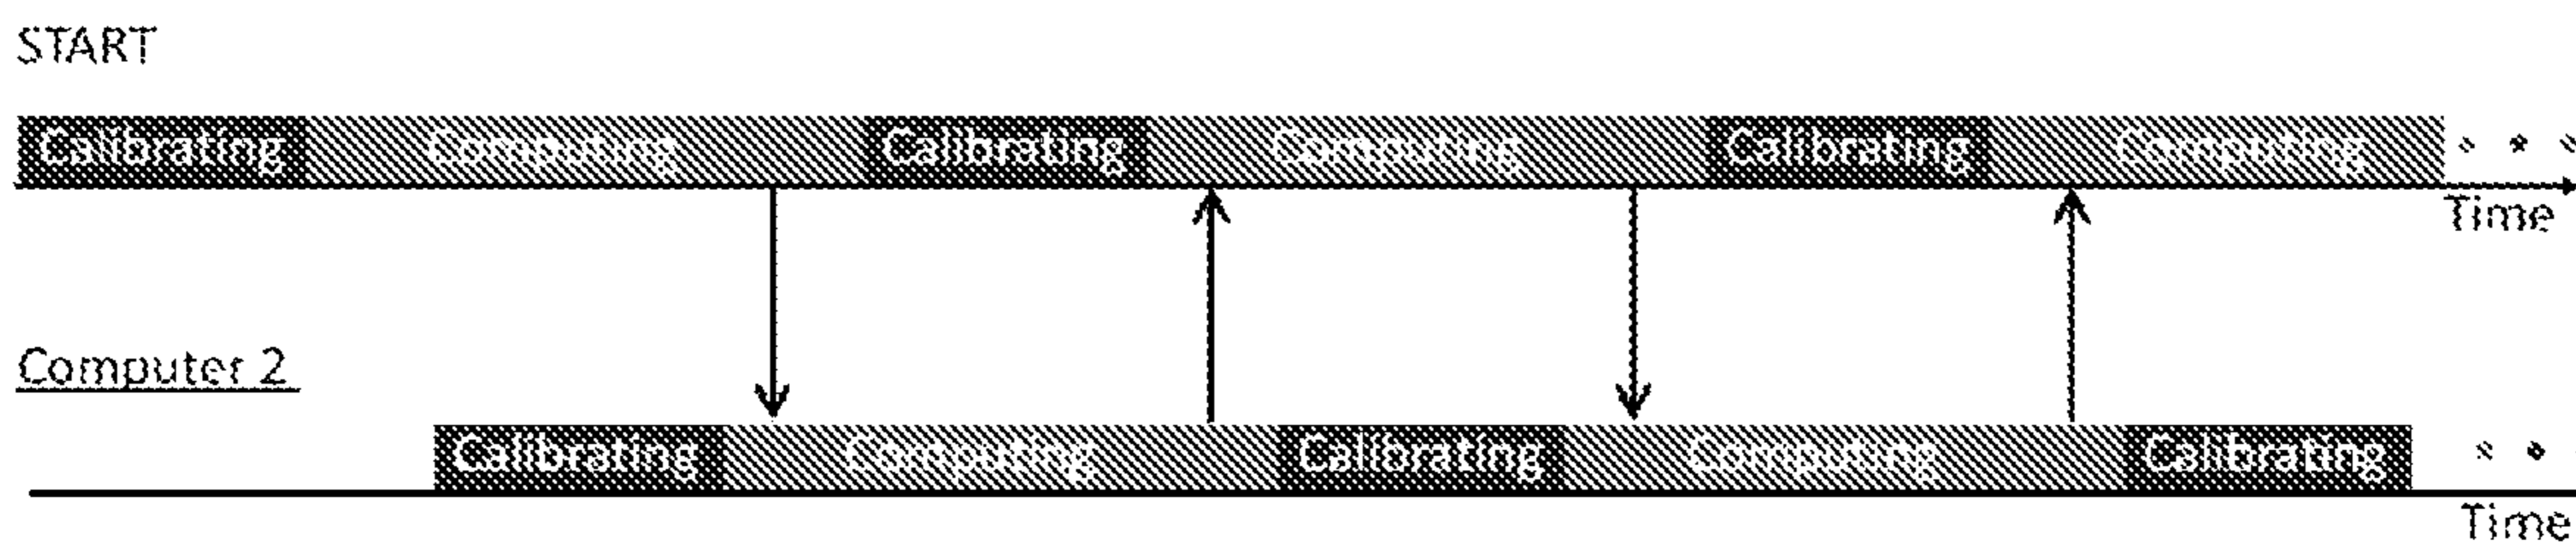 START
Calibrating Computing Calibrating Computing Calibrating Computing
Time
Computer 2
Calibrating Computing Calibrating Computing Calibrating
Time